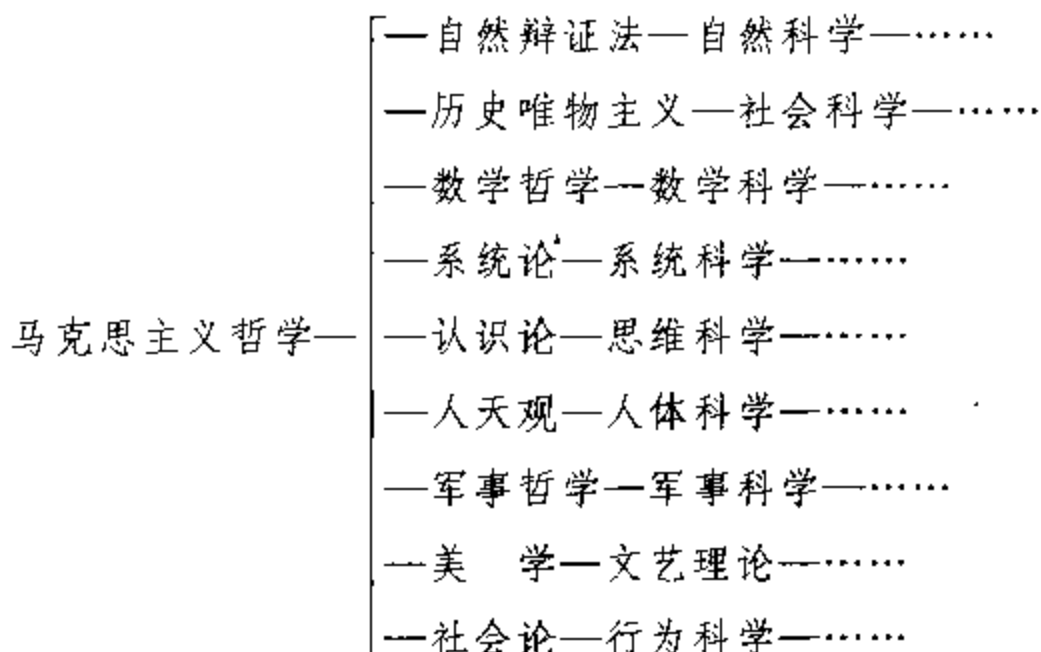 —自然辩证法—自然科学—……
—历史唯物主义—社会科学—……
—数学哲学—数学科学—……
—系统论—系统科学—……
马克思主义哲学— —认识论—思维科学—……
—人天观—人体科学—……
—军事哲学—军事科学—……
—美 学—文艺理论—……
—社会论—行为科学—……